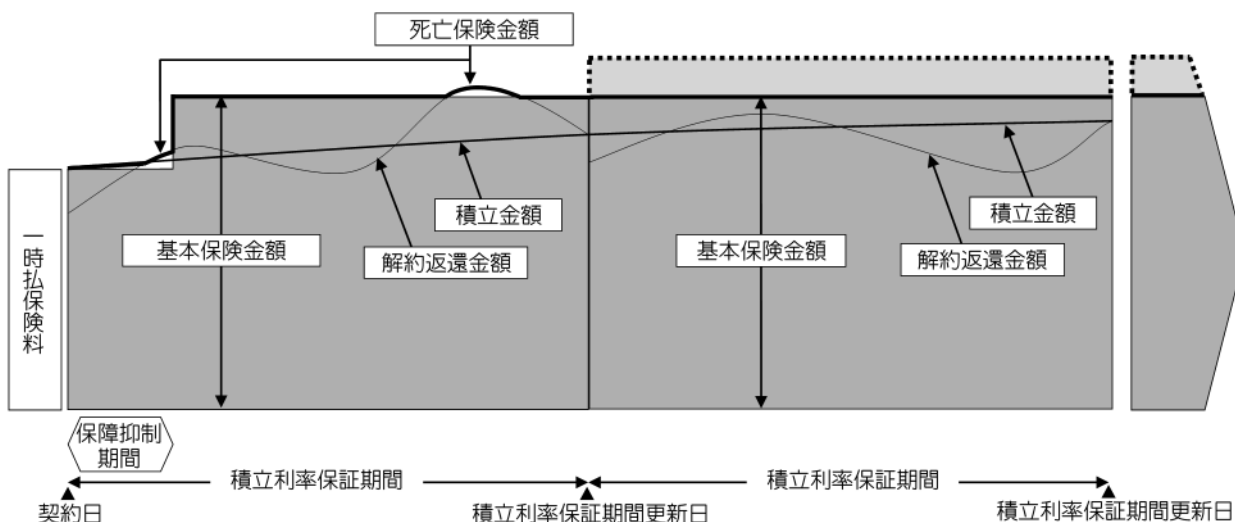 死亡保険金額
積立金額
積立金額
基本保険金額
解約返還金額
基本保険金額
解約返還金額
一時払保険料
保障抑制
期間
積立利率保証期間
積立利率保証期間
契約日
積立利率保証期間更新日
積立利率保証期間更新日